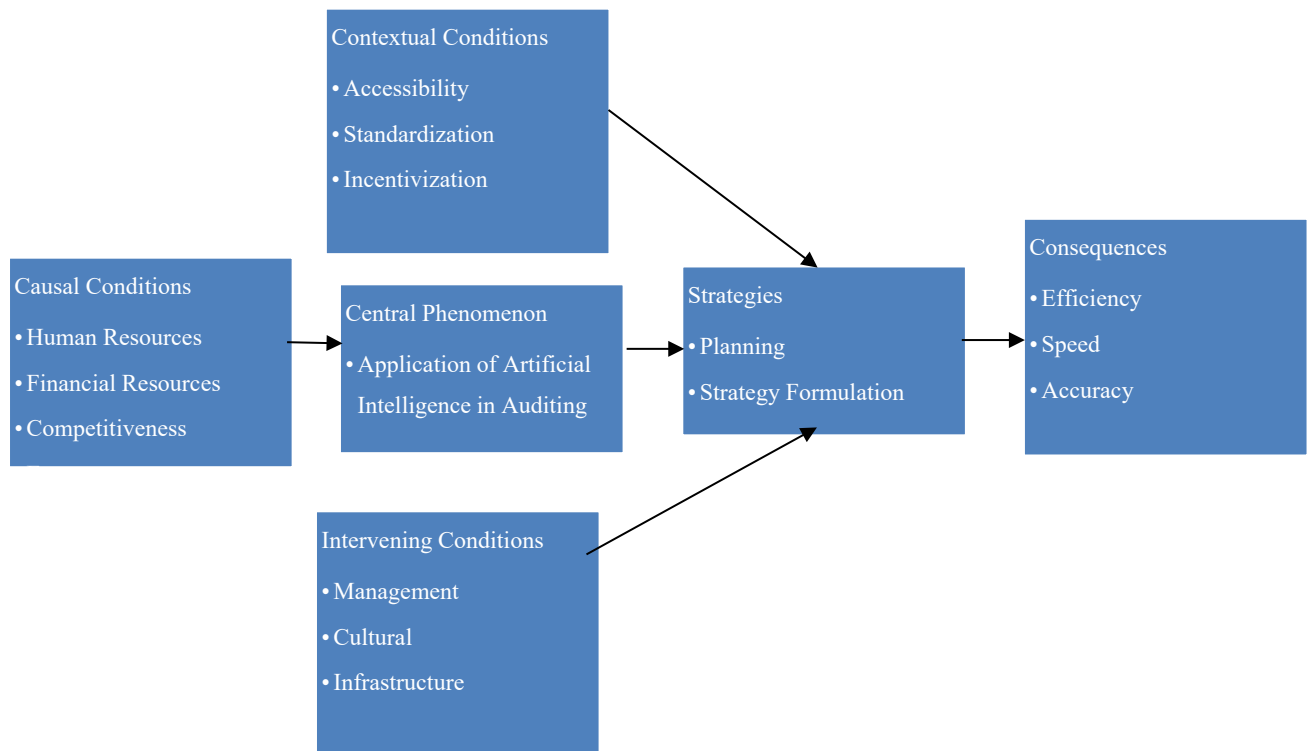 Contextual Conditions
• Accessibility
• Standardization
• Incentivization
Causal Conditions
• Human Resources
• Financial Resources
• Competitiveness
Central Phenomenon
• Application of Artificial
Intelligence in Auditing
Strategies
• Planning
• Strategy Formulation
Consequences
• Efficiency
• Speed
• Accuracy
Intervening Conditions
• Management
• Cultural
• Infrastructure